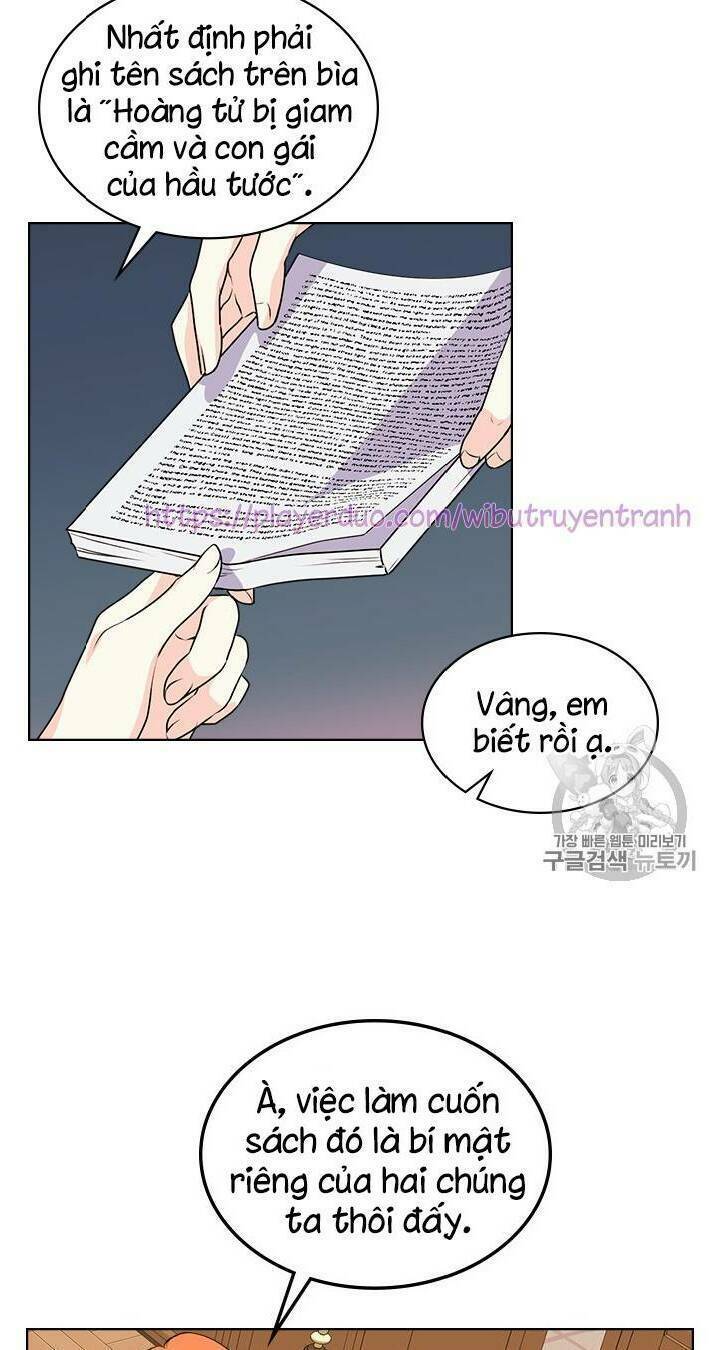 Nhất định phải
ghi tên sách trên bìa
là "Hoàng tử bị giam
cầm và con gái
của hầu tước".
https://playerduo.com/wibutruyentranh
Vâng, em
biết rồi ạ.
가장 빠른 웹툰 미리보기
구글검색 뉴토끼
À, việc làm cuốn
sách đó là bí mật
riêng của hai chúng
ta thôi đấy.